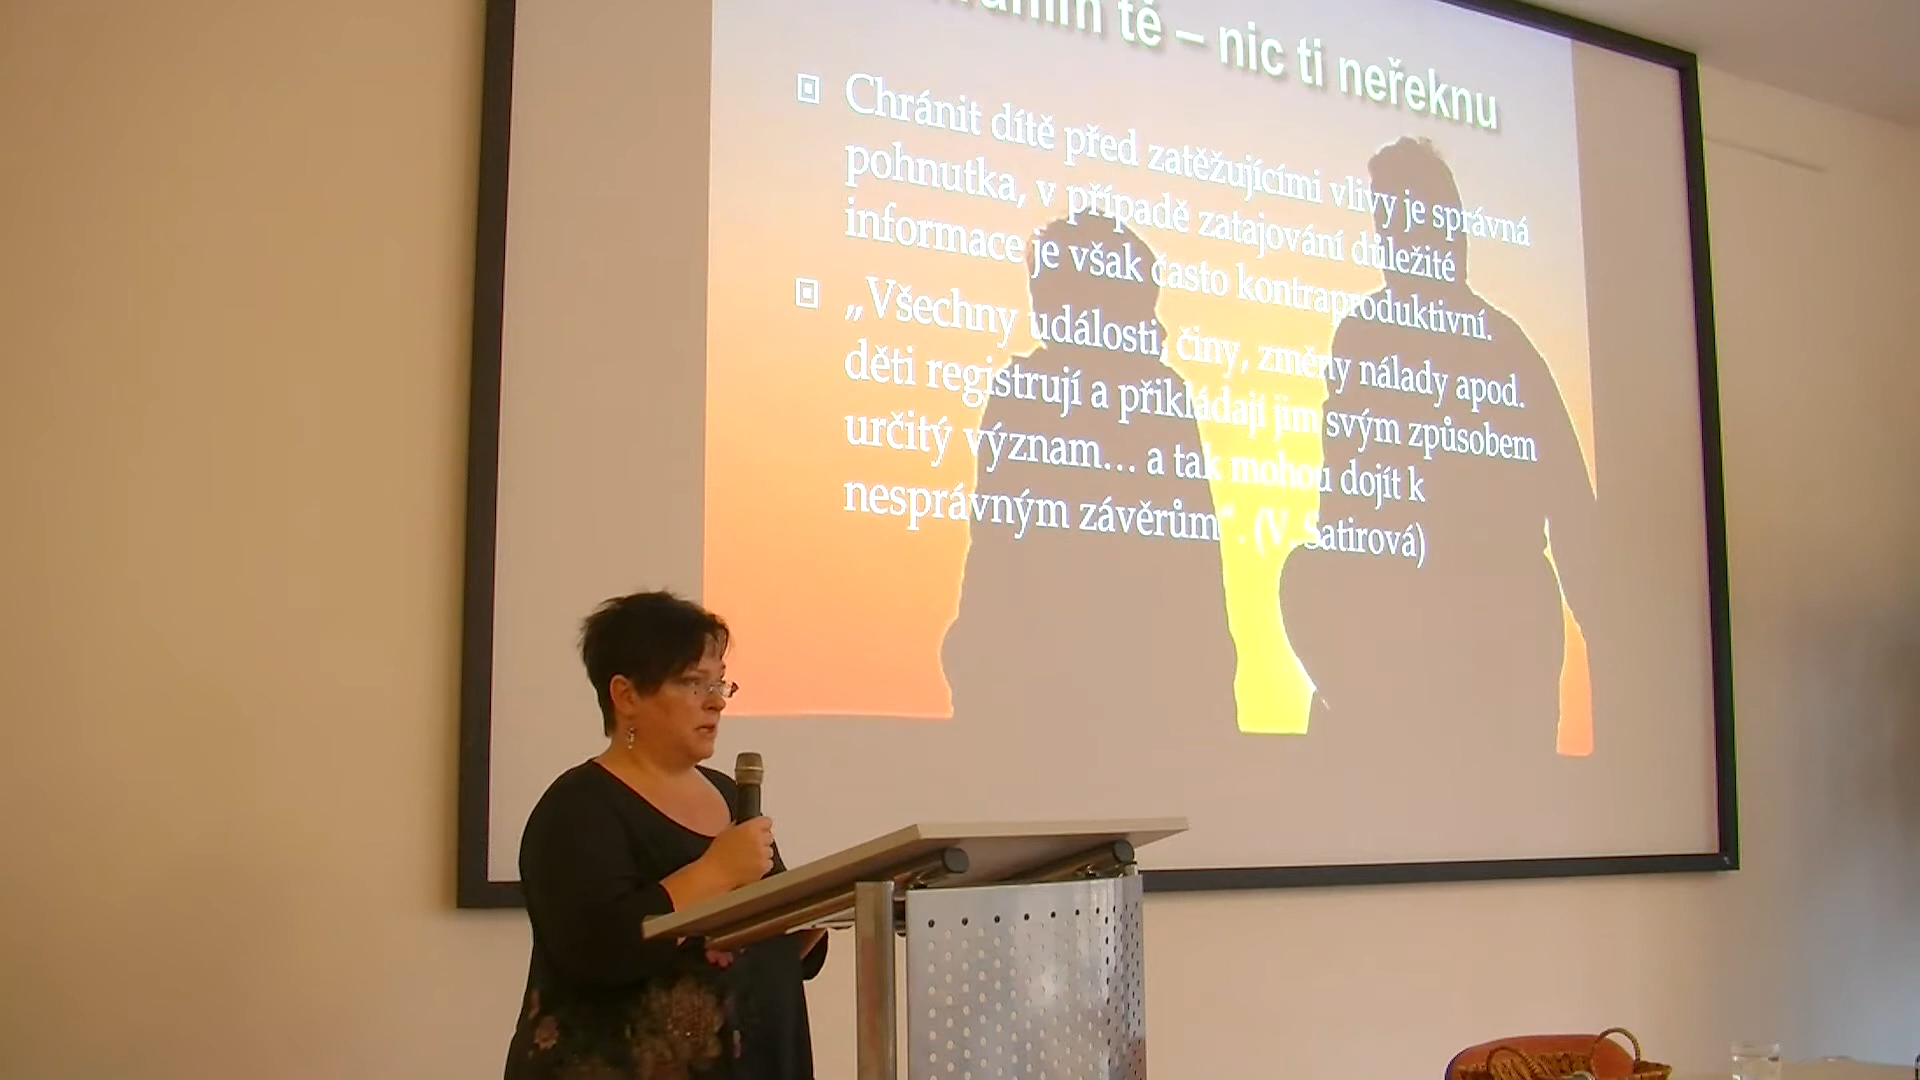 tě – nic ti neřeknu
Chránit dítě před zatěžujícími vlivy je správná
pohnutka, v případě zatajování důležité
informace je však často kontraproduktivní.
„Všechny události, činy, změny nálady apod.
děti registrují a přikládají jim svým způsobem
určitý význam… a tak mohou dojít k
nesprávným závěrům“. (V. Satirová)